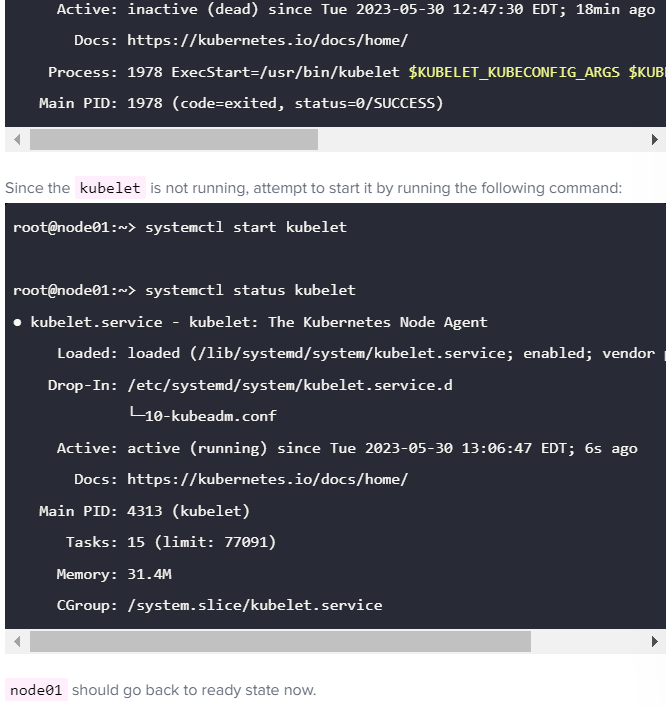 Active: inactive (dead) since Tue 2023-05-30 12:47:30 EDT; 18min ago
Docs: https://kubernetes.io/docs/home/
Process: 1978 ExecStart=/usr/bin/kubelet $KUBELET_KUBECONFIG_ARGS $KUB
Main PID: 1978 (code=exited, status=0/SUCCESS)
Since the kubelet is not running, attempt to start it by running the following command:
root@node01:~> systemctl start kubelet
root@node01:~> systemctl status kubelet
● kubelet.service - kubelet: The Kubernetes Node Agent
Loaded: loaded (/lib/systemd/system/kubelet.service; enabled; vendor
Drop-In: /etc/systemd/system/kubelet.service.d
└─10-kubeadm.conf
Active: active (running) since Tue 2023-05-30 13:06:47 EDT; 6s ago
Docs: https://kubernetes.io/docs/home/
Main PID: 4313 (kubelet)
Tasks: 15 (limit: 77091)
Memory: 31.4M
CGroup: /system.slice/kubelet.service
node01 should go back to ready state now.